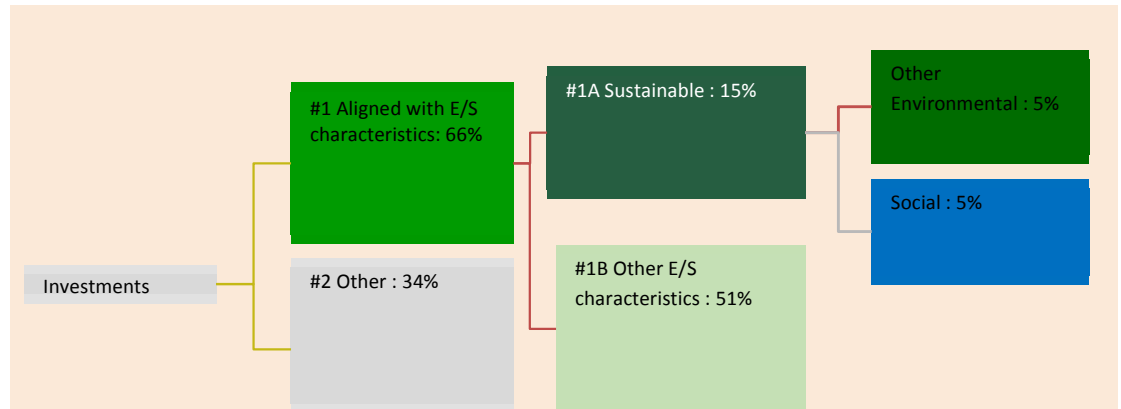 Investments
#1 Aligned with E/S
characteristics: 66%
#2 Other : 34%
#1A Sustainable : 15%
#1B Other E/S
characteristics : 51%
Other
Environmental : 5%
Social : 5%